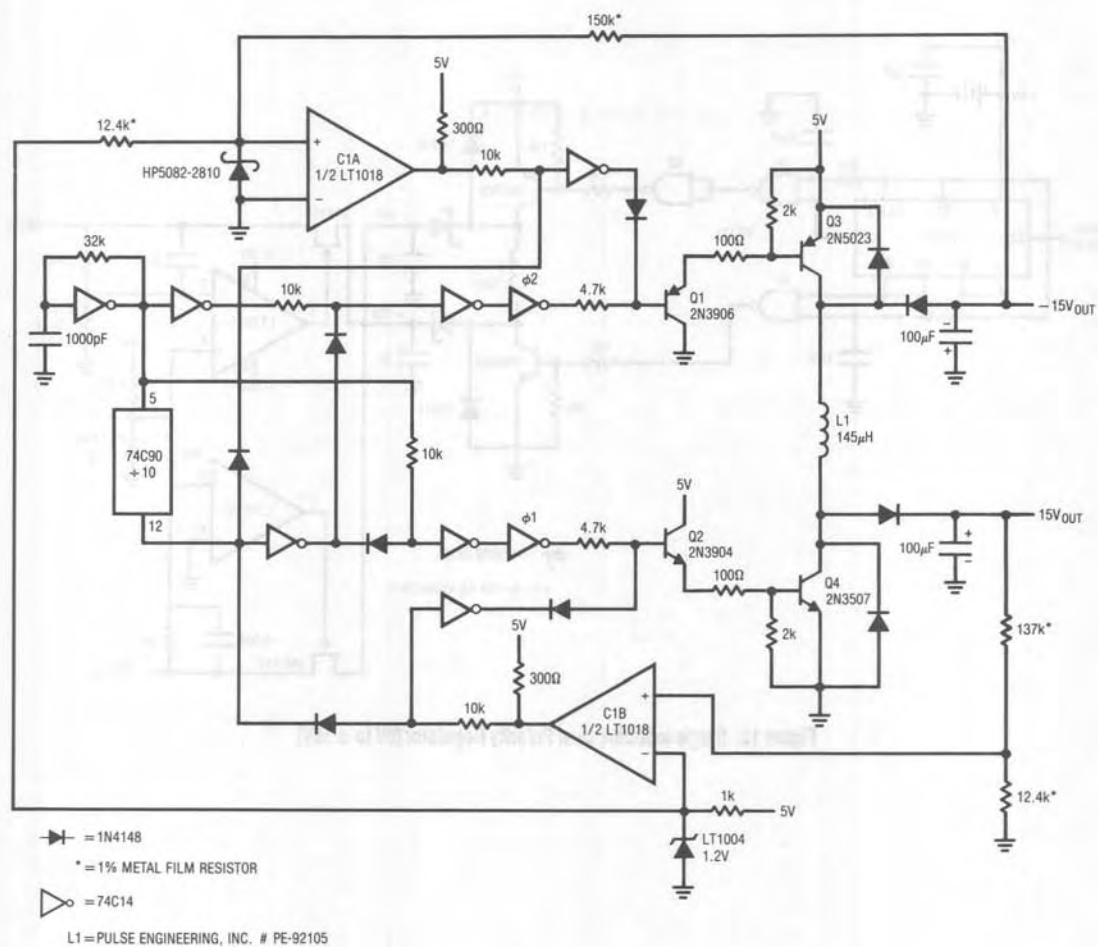 150k*
5V
5V
12.4k*
300Ω
10k
+
C1A
1/2 LT1018
HP5082-2810
−
2k
Q3
2N5023
32k
100Ω
ϕ2
10k
4.7k
Q1
2N3906
−15VOUT
1000pF
100μF
−
+
5
L1
145μH
74C90
÷10
10k
5V
12
ϕ1
4.7k
Q2
2N3904
15VOUT
100μF
+
−
100Ω
Q4
2N3507
5V
2k
137k*
300Ω
10k
C1B
1/2 LT1018
+
−
1k
5V
12.4k*
LT1004
1.2V
=1N4148
*=1% METAL FILM RESISTOR
=74C14
L1=PULSE ENGINEERING, INC. # PE-92105